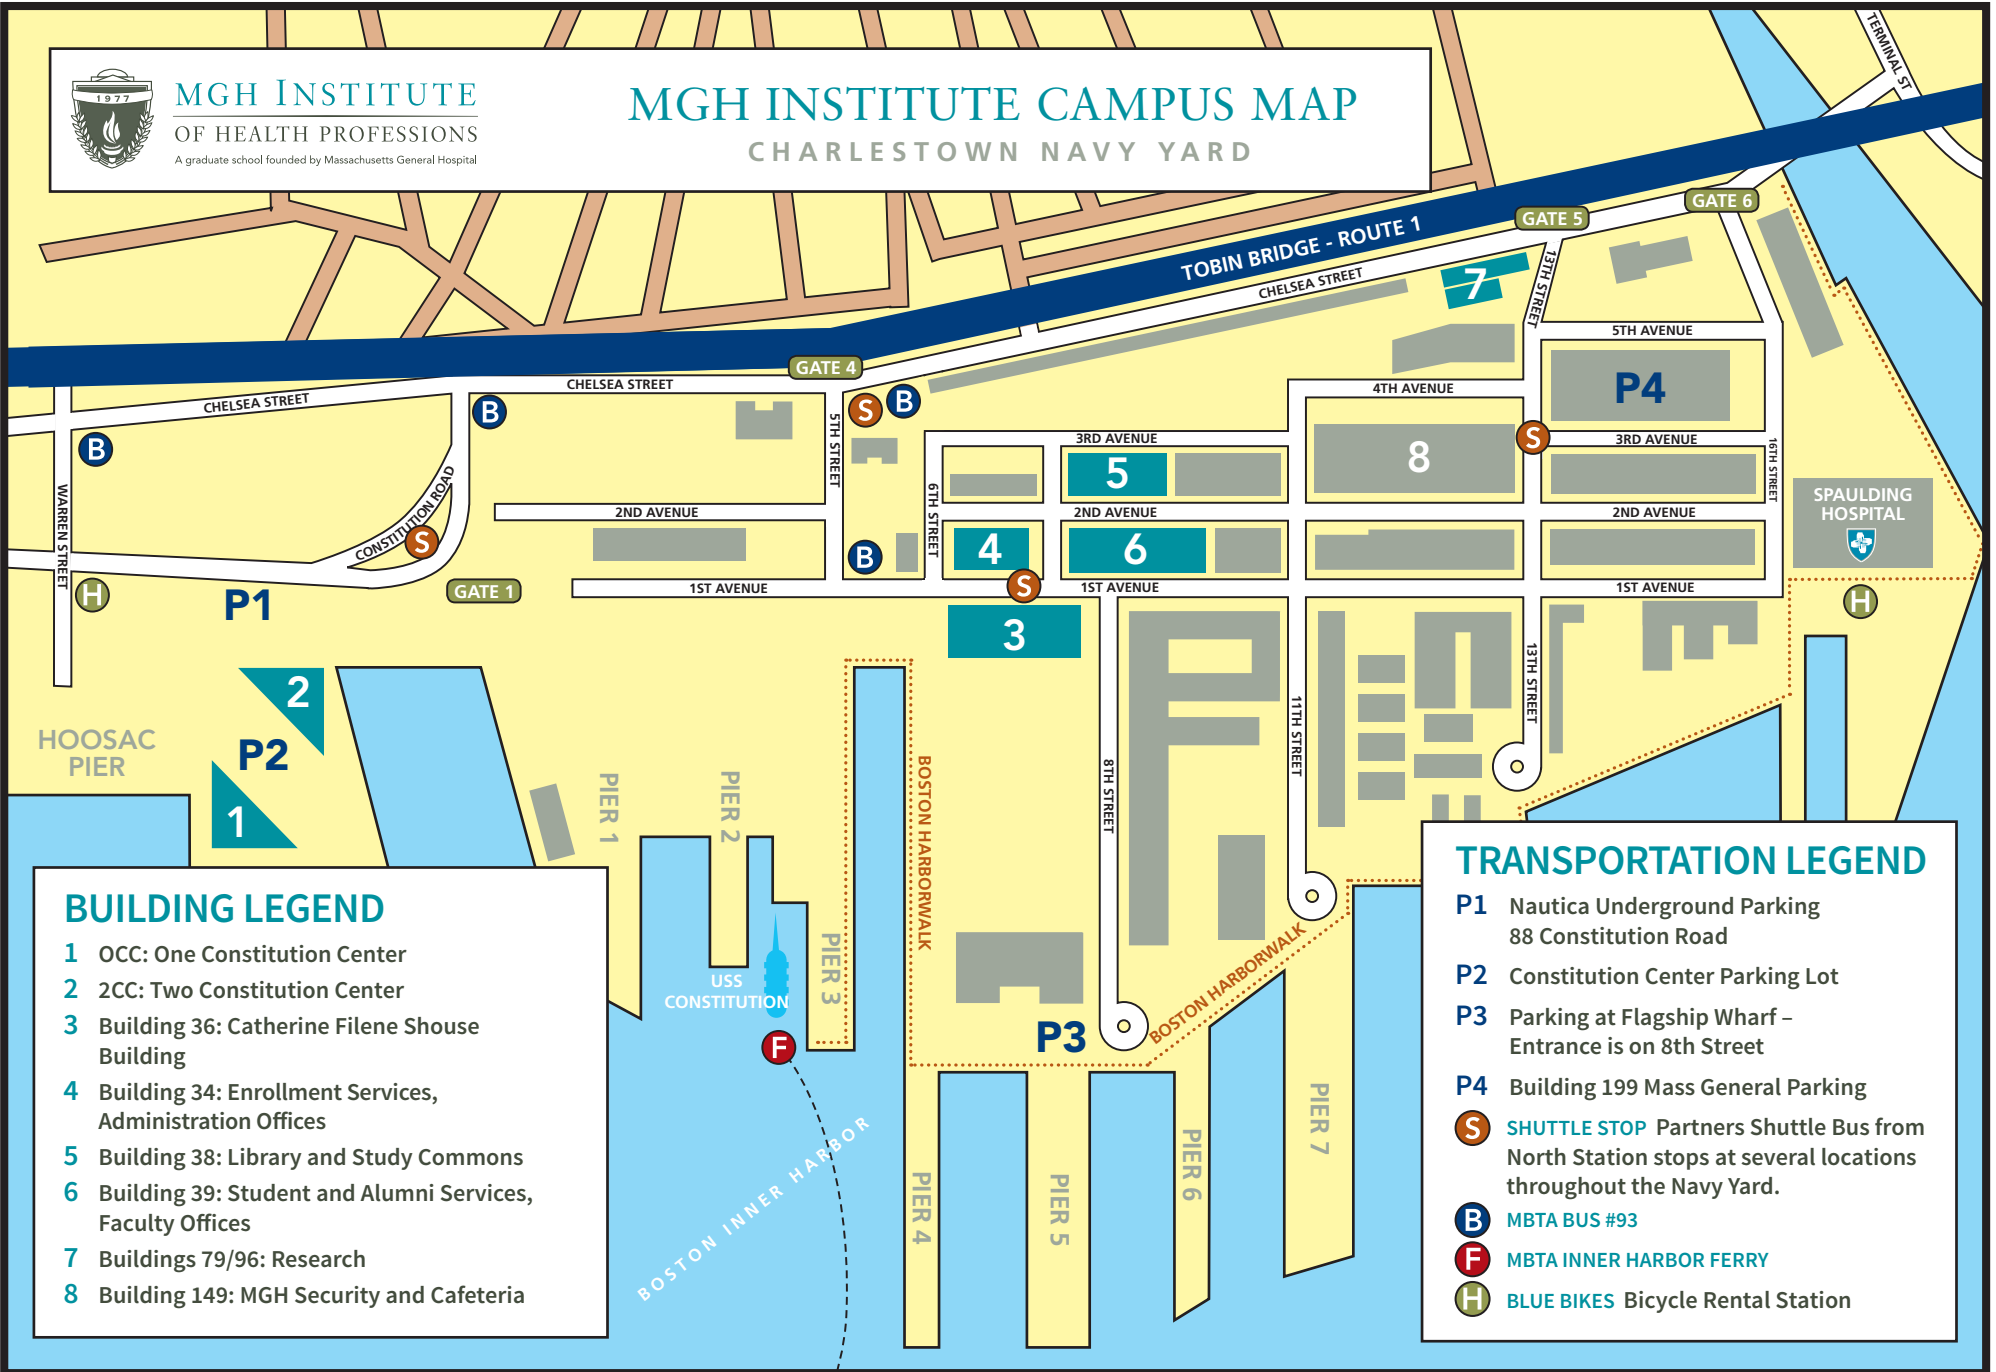 1977
MGH INSTITUTE
OF HEALTH PROFESSIONS
A graduate school founded by Massachusetts General Hospital
MGH INSTITUTE CAMPUS MAP
CHARLESTOWN NAVY YARD
TERMINAL ST
GATE 6
GATE 5
TOBIN BRIDGE - ROUTE 1
CHELSEA STREET
7
13TH STREET
5TH AVENUE
GATE 4
CHELSEA STREET
CHELSEA STREET
4TH AVENUE
P4
B
S
B
B
5TH STREET
3RD AVENUE
S
3RD AVENUE
8
5
16TH STREET
WARREN STREET
CONSTITUTION ROAD
S
2ND AVENUE
6TH STREET
2ND AVENUE
2ND AVENUE
SPAULDING
HOSPITAL
B
4
6
H
P1
GATE 1
1ST AVENUE
S
1ST AVENUE
1ST AVENUE
H
3
2
P2
1
HOOSAC
PIER
PIER 1
PIER 2
PIER 3
BOSTON HARBORWALK
8TH STREET
11TH STREET
13TH STREET
USS
CONSTITUTION
F
P3
BOSTON HARBORWALK
BOSTON INNER HARBOR
PIER 4
PIER 5
PIER 6
PIER 7
BUILDING LEGEND
1 OCC: One Constitution Center
2 2CC: Two Constitution Center
3 Building 36: Catherine Filene Shouse
Building
4 Building 34: Enrollment Services,
Administration Offices
5 Building 38: Library and Study Commons
6 Building 39: Student and Alumni Services,
Faculty Offices
7 Buildings 79/96: Research
8 Building 149: MGH Security and Cafeteria
TRANSPORTATION LEGEND
P1 Nautica Underground Parking
88 Constitution Road
P2 Constitution Center Parking Lot
P3 Parking at Flagship Wharf –
Entrance is on 8th Street
P4 Building 199 Mass General Parking
S SHUTTLE STOP Partners Shuttle Bus from
North Station stops at several locations
throughout the Navy Yard.
B MBTA BUS #93
F MBTA INNER HARBOR FERRY
H BLUE BIKES Bicycle Rental Station